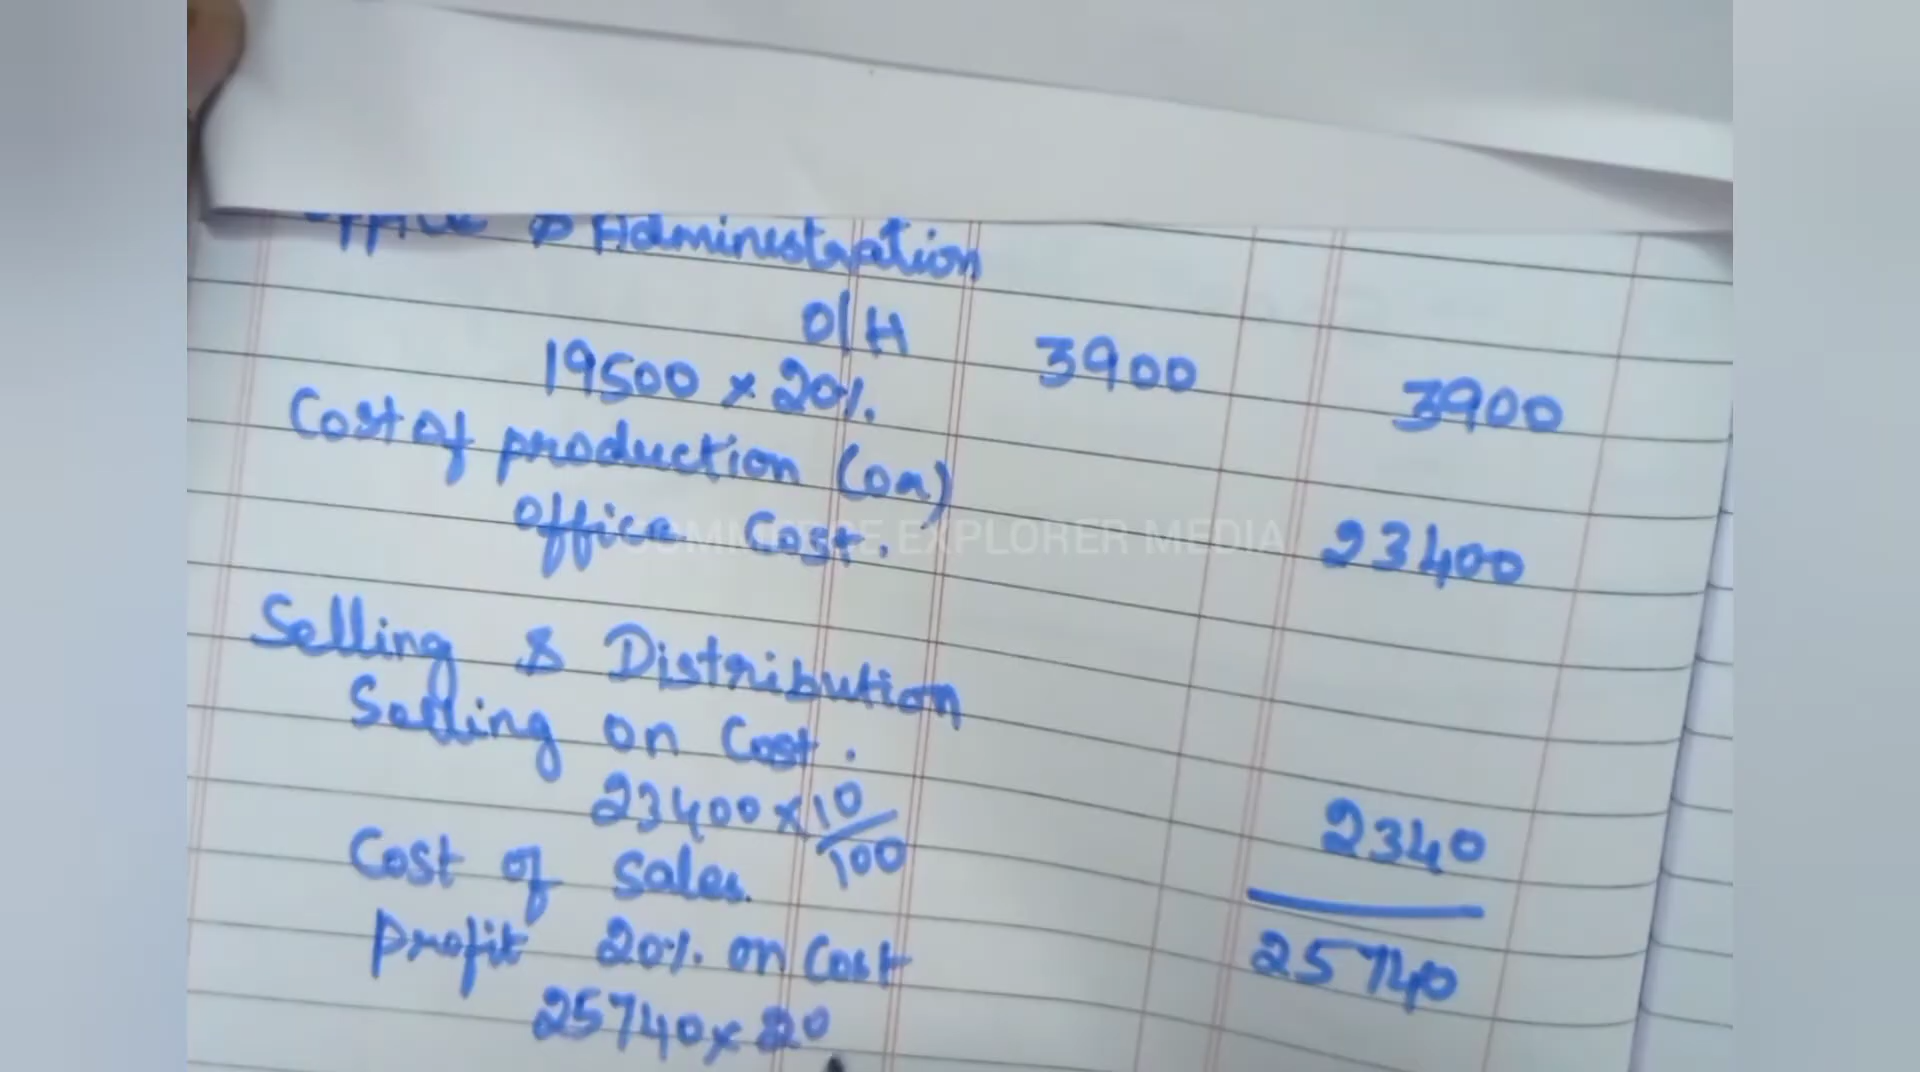 Office & Administration
O/H
19500 × 20%. 3900 3900
Cost of production (or)
office Cost. 23400
COMMERCE EXPLORER MEDIA
Selling & Distribution
Selling on Cost.
23400 × 10/100 2340
Cost of sales. 25740
Profit 20%. on Cost
25740 × 20